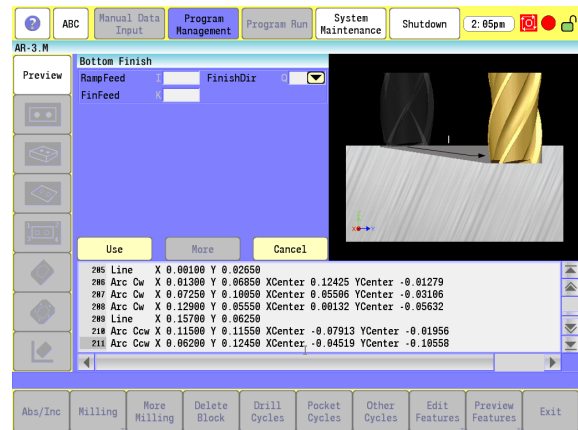 ?
ABC
Manual Data Input
Program Management
Program Run
System Maintenance
Shutdown
2:05pm
AR-3.M
Preview
Bottom Finish
RampFeed I FinishDir Q
FinFeed K
Use More Cancel
X Y
205 Line X 0.00100 Y 0.02650
206 Arc Cw X 0.01300 Y 0.06850 XCenter 0.12425 YCenter -0.01279
207 Arc Cw X 0.07250 Y 0.10050 XCenter 0.05506 YCenter -0.03106
208 Arc Cw X 0.12900 Y 0.05550 XCenter 0.00132 YCenter -0.05632
209 Line X 0.15700 Y 0.06250
210 Arc Ccw X 0.11500 Y 0.11550 XCenter -0.07913 YCenter -0.01956
211 Arc Ccw X 0.06200 Y 0.12450 XCenter -0.04519 YCenter -0.10558
Abs/Inc
Milling
More Milling
Delete Block
Drill Cycles
Pocket Cycles
Other Cycles
Edit Features
Preview Features
Exit